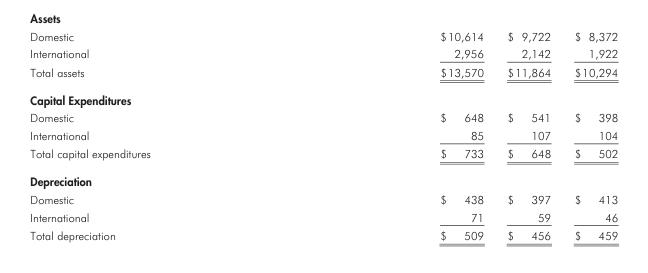 Assets
Domestic $10,614 $ 9,722 $ 8,372
International 2,956 2,142 1,922
Total assets $13,570 $11,864 $10,294
Capital Expenditures
Domestic $ 648 $ 541 $ 398
International 85 107 104
Total capital expenditures $ 733 $ 648 $ 502
Depreciation
Domestic $ 438 $ 397 $ 413
International 71 59 46
Total depreciation $ 509 $ 456 $ 459